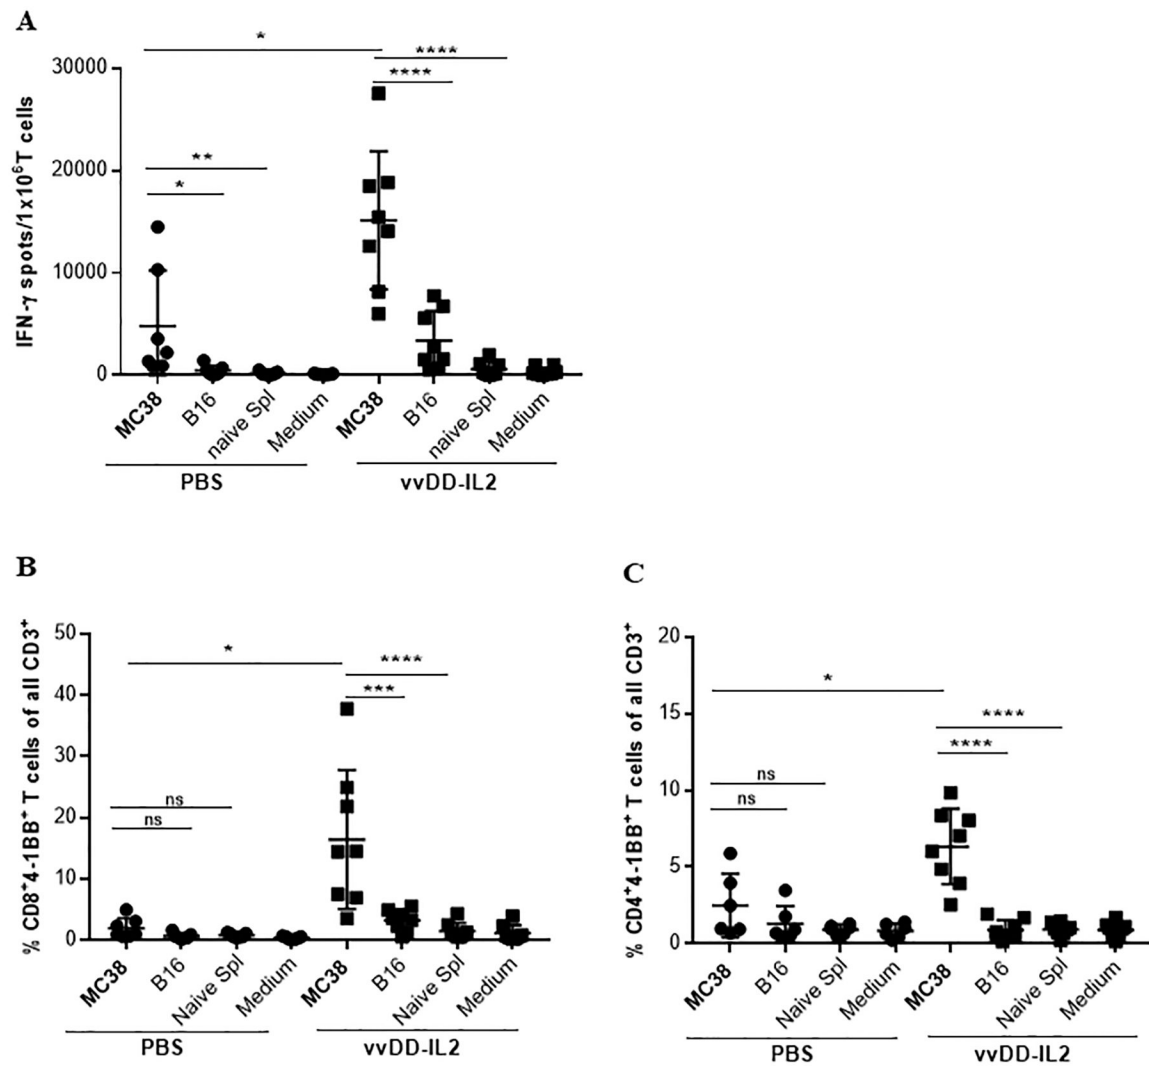 A
*
****
****
30000
**
*
20000
10000
0
IFN-γ spots/1x10⁶T cells
MC38
B16
naive Spl
Medium
MC38
B16
naive Spl
Medium
PBS
vvDD-IL2
B
50
*
****
***
40
30
ns
ns
20
10
0
% CD8⁺4-1BB⁺ T cells of all CD3⁺
MC38
B16
Naive Spl
Medium
MC38
B16
Naive Spl
Medium
PBS
vvDD-IL2
C
20
*
****
****
15
ns
ns
10
5
0
% CD4⁺4-1BB⁺ T cells of all CD3⁺
MC38
B16
Naive Spl
Medium
MC38
B16
Naive Spl
Medium
PBS
vvDD-IL2